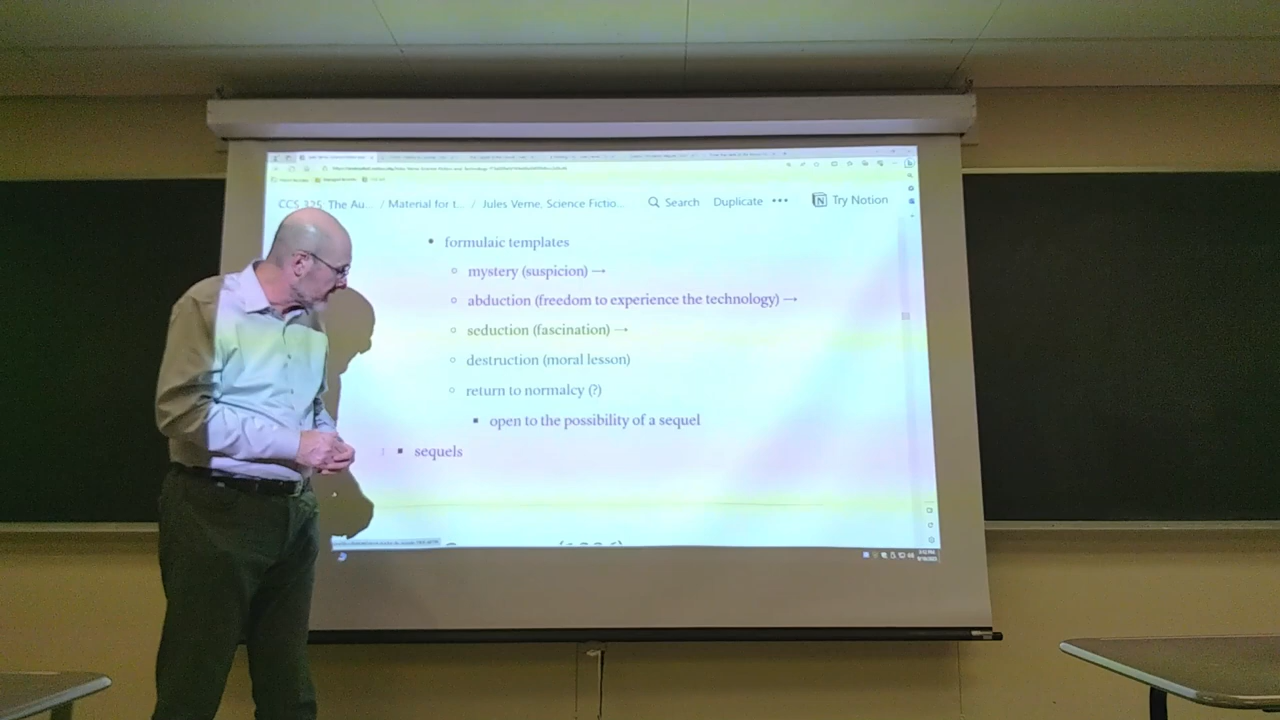 CCS 325, The Au... / Material for t... / Jules Verne, Science Fictio... Search Duplicate ••• Try Notion
• formulaic templates
◦ mystery (suspicion) →
◦ abduction (freedom to experience the technology) →
◦ seduction (fascination) →
◦ destruction (moral lesson)
◦ return to normalcy (?)
▪ open to the possibility of a sequel
▪ sequels